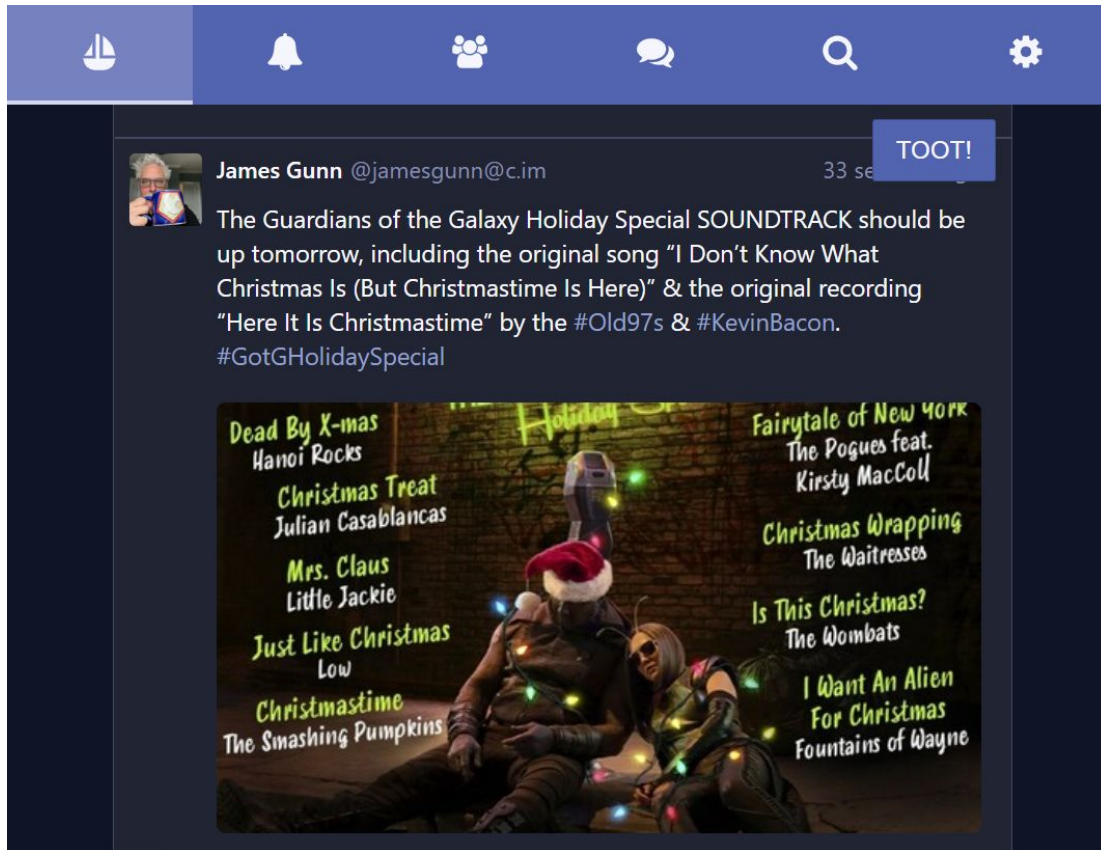 TOOT!
James Gunn @jamesgunn@c.im
33
The Guardians of the Galaxy Holiday Special SOUNDTRACK should be
up tomorrow, including the original song “I Don’t Know What
Christmas Is (But Christmastime Is Here)” & the original recording
“Here It Is Christmastime” by the #Old97s & #KevinBacon.
#GotGHolidaySpecial
Holiday
Dead By X-mas
Hanoi Rocks
Christmas Treat
Julian Casablancas
Mrs. Claus
Little Jackie
Just Like Christmas
Low
Christmastime
The Smashing Pumpkins
Fairytale of New York
The Pogues feat.
Kirsty MacColl
Christmas Wrapping
The Waitresses
Is This Christmas?
The Wombats
I Want An Alien
For Christmas
Fountains of Wayne